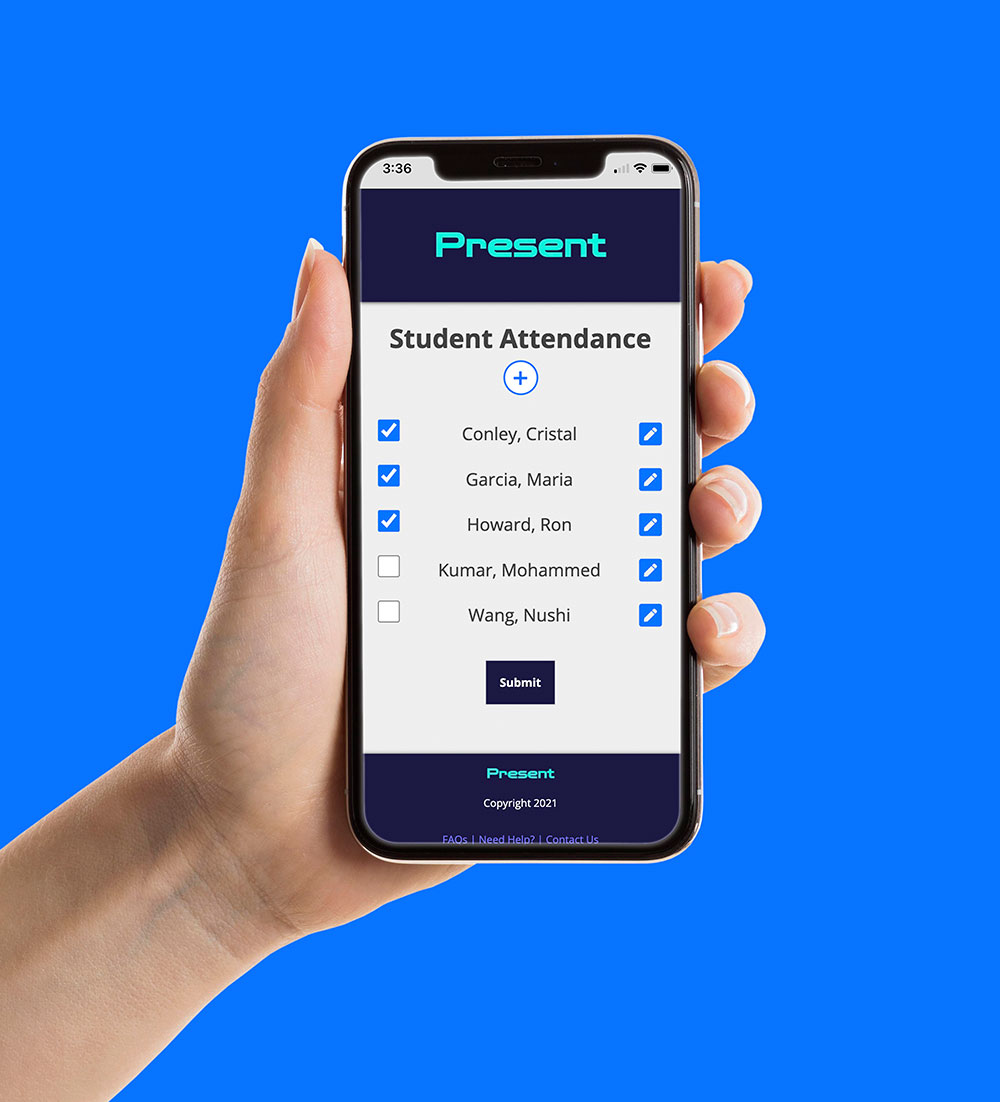 3:36
Present
Student Attendance
Conley, Cristal
Garcia, Maria
Howard, Ron
Kumar, Mohammed
Wang, Nushi
Submit
Present
Copyright 2021
FAQs | Need Help? | Contact Us